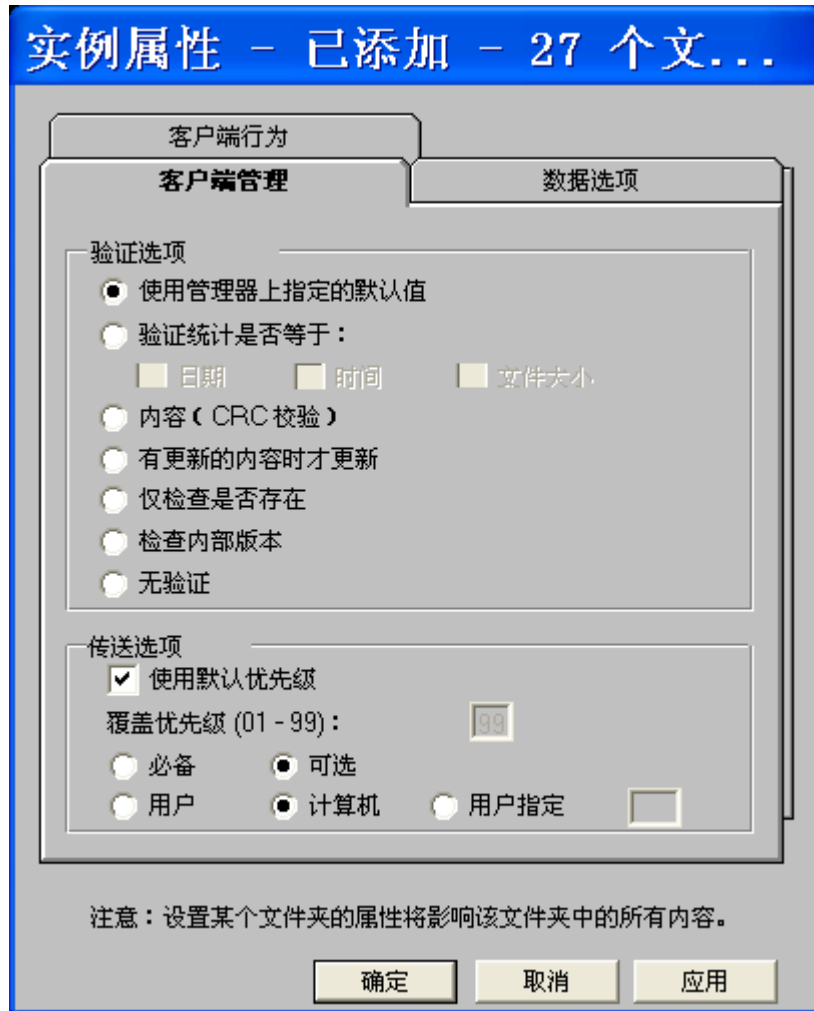 实例属性 - 已添加 - 27 个文...
客户端行为
客户端管理 数据选项
验证选项
使用管理器上指定的默认值
验证统计是否等于：
日期 时间 文件大小
内容(CRC校验)
有更新的内容时才更新
仅检查是否存在
检查内部版本
无验证
传送选项
使用默认优先级
覆盖优先级 (01 - 99)： 99
必备 可选
用户 计算机 用户指定
注意：设置某个文件夹的属性将影响该文件夹中的所有内容。
确定 取消 应用